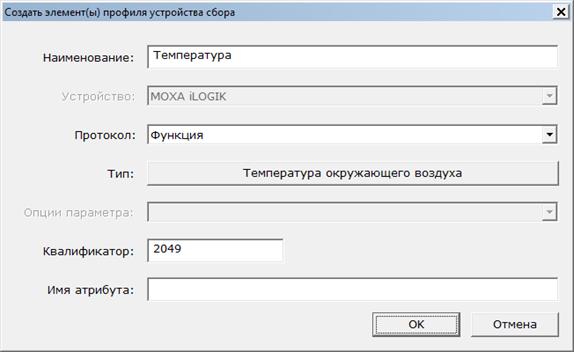 Создать элемент(ы) профиля устройства сбора
Наименование: Температура
Устройство: MOXA iLOGIK
Протокол: Функция
Тип: Температура окружающего воздуха
Опции параметра:
Квалификатор: 2049
Имя атрибута:
OK Отмена